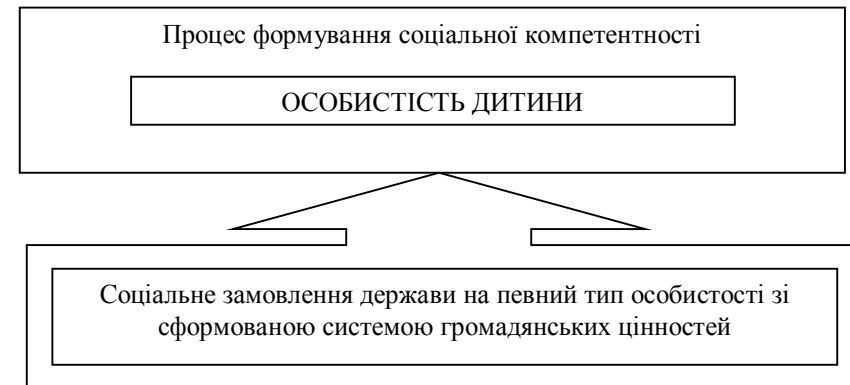 Процес формування соціальної компетентності
ОСОБИСТІСТЬ ДИТИНИ
Соціальне замовлення держави на певний тип особистості зі
сформованою системою громадянських цінностей